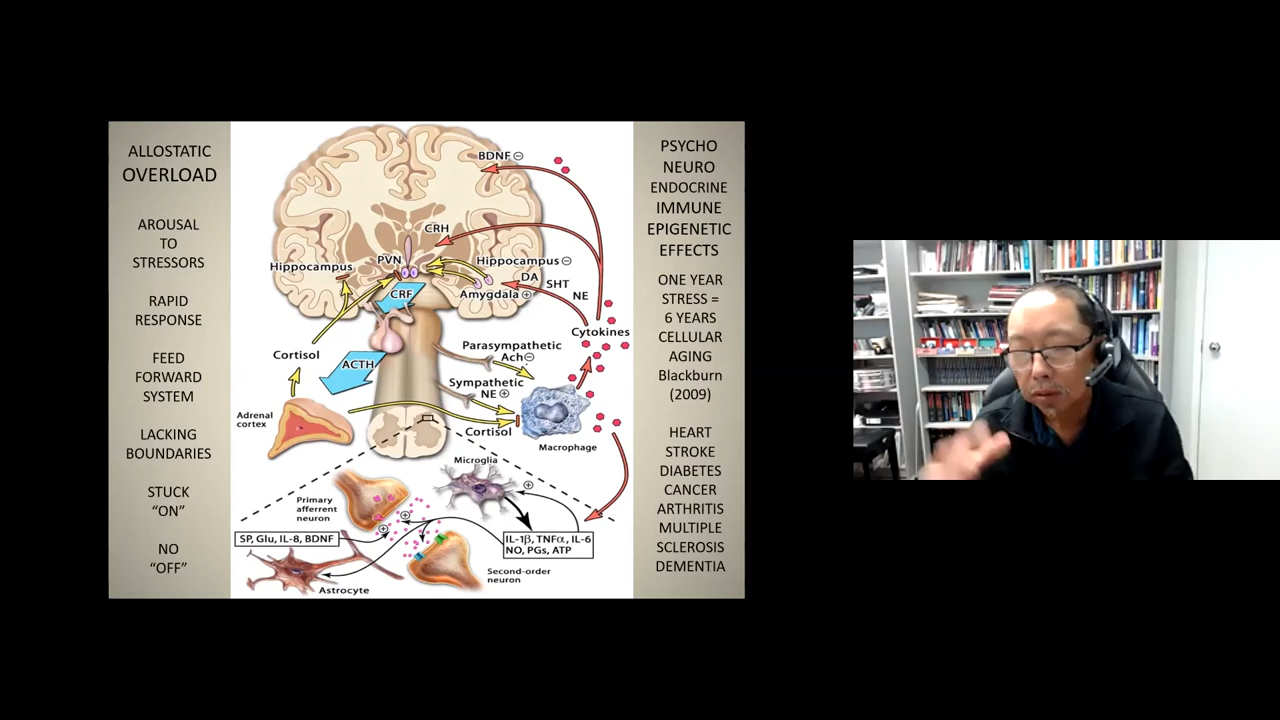 ALLOSTATIC
OVERLOAD
AROUSAL
TO
STRESSORS
RAPID
RESPONSE
FEED
FORWARD
SYSTEM
LACKING
BOUNDARIES
STUCK
“ON”
NO
“OFF”
BDNF ⊖
CRH
PVN
Hippocampus
Hippocampus ⊖
DA
5HT
NE
CRF
Amygdala ⊕
Cytokines
Parasympathetic
Ach ⊖
Cortisol
ACTH
Sympathetic
NE ⊕
Adrenal
cortex
Cortisol
Macrophage
Microglia
⊕
Primary
afferent
neuron
⊕
⊕
SP, Glu, IL-8, BDNF
IL-1β, TNFα, IL-6
NO, PGs, ATP
Second-order
neuron
Astrocyte
PSYCHO
NEURO
ENDOCRINE
IMMUNE
EPIGENETIC
EFFECTS
ONE YEAR
STRESS =
6 YEARS
CELLULAR
AGING
Blackburn
(2009)
HEART
STROKE
DIABETES
CANCER
ARTHRITIS
MULTIPLE
SCLEROSIS
DEMENTIA